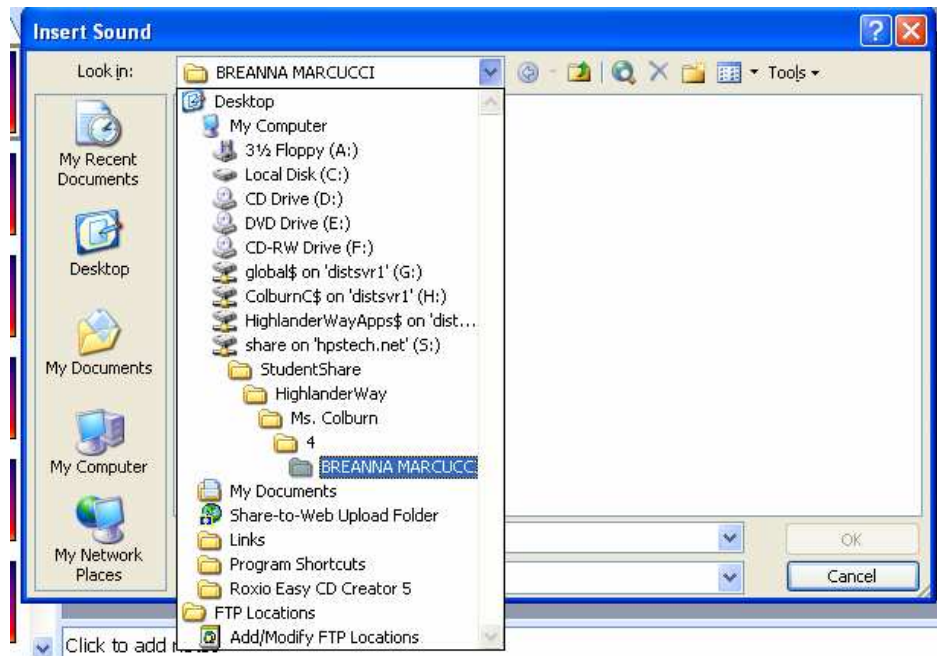 Insert Sound
Look in:
BREANNA MARCUCCI
Tools
My Recent
Documents
Desktop
My Documents
My Computer
My Network
Places
Desktop
My Computer
3½ Floppy (A:)
Local Disk (C:)
CD Drive (D:)
DVD Drive (E:)
CD-RW Drive (F:)
global$ on 'distsvr1' (G:)
ColburnC$ on 'distsvr1' (H:)
HighlanderWayApps$ on 'dist...
share on 'hpstech.net' (S:)
StudentShare
HighlanderWay
Ms. Colburn
4
BREANNA MARCUCC
My Documents
Share-to-Web Upload Folder
Links
Program Shortcuts
Roxio Easy CD Creator 5
FTP Locations
Add/Modify FTP Locations
OK
Cancel
Click to add